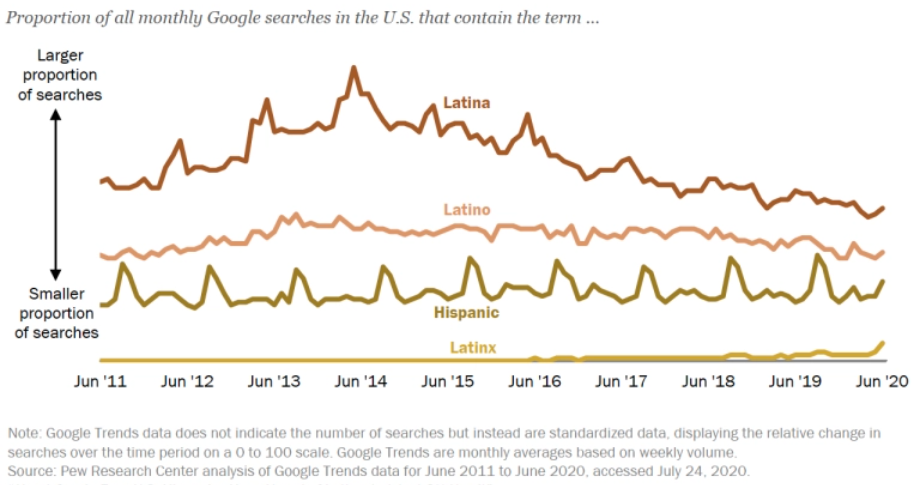 Proportion of all monthly Google searches in the U.S. that contain the term ...
Larger
proportion
of searches
Latina
Latino
Smaller
proportion
of searches
Hispanic
Latinx
Jun '11 Jun '12 Jun '13 Jun '14 Jun '15 Jun '16 Jun '17 Jun '18 Jun '19 Jun '20
Note: Google Trends data does not indicate the number of searches but instead are standardized data, displaying the relative change in
searches over the time period on a 0 to 100 scale. Google Trends are monthly averages based on weekly volume.
Source: Pew Research Center analysis of Google Trends data for June 2011 to June 2020, accessed July 24, 2020.